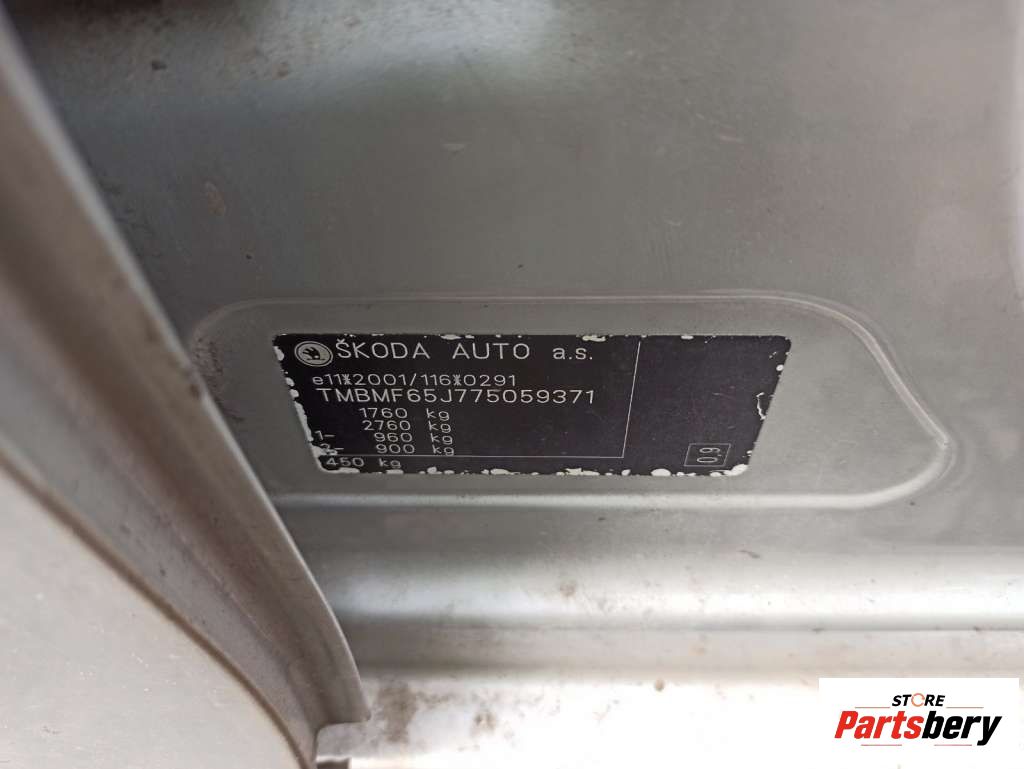 ŠKODA AUTO a.s.
e11*2001/116*0291
TMBMF65J775059371
1760 kg
2760 kg
1- 960 kg
2- 900 kg
450 kg
0.9
STORE
Partsbery